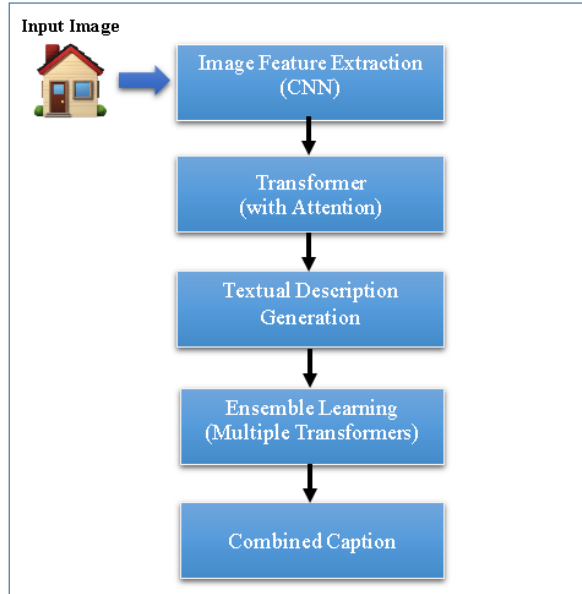 Input Image
Image Feature Extraction
(CNN)
Transformer
(with Attention)
Textual Description
Generation
Ensemble Learning
(Multiple Transformers)
Combined Caption